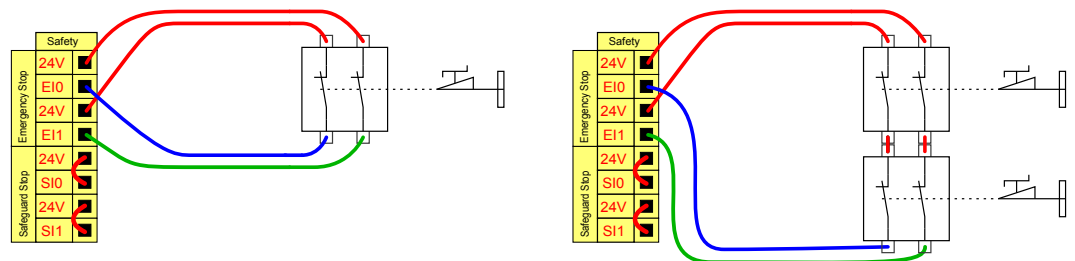 Safety
Emergency Stop
24V
EI0
24V
EI1
Safeguard Stop
24V
SI0
24V
SI1
Safety
Emergency Stop
24V
EI0
24V
EI1
Safeguard Stop
24V
SI0
24V
SI1